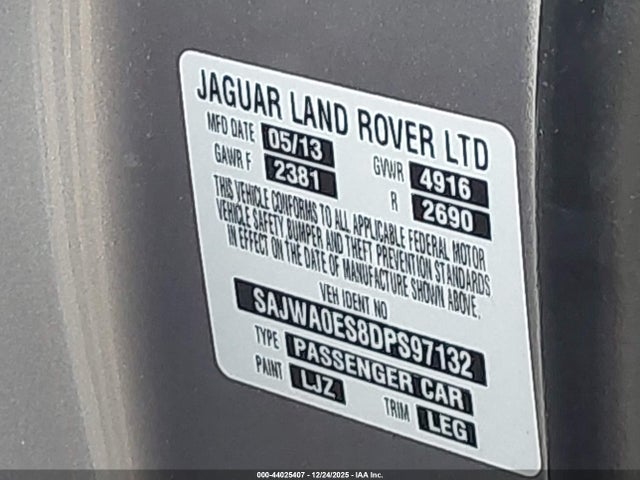 JAGUAR LAND ROVER LTD
MFD DATE 05/13 GVWR 4916
GAWR F 2381 R 2690
THIS VEHICLE CONFORMS TO ALL APPLICABLE FEDERAL MOTOR
VEHICLE SAFETY BUMPER AND THEFT PREVENTION STANDARDS
IN EFFECT ON THE DATE OF MANUFACTURE SHOWN ABOVE.
VEH IDENT NO
SAJWA0ES8DPS97132
TYPE PASSENGER CAR
PAINT LJZ TRIM LEG
000-44025407 - 12/24/2025 - IAA Inc.